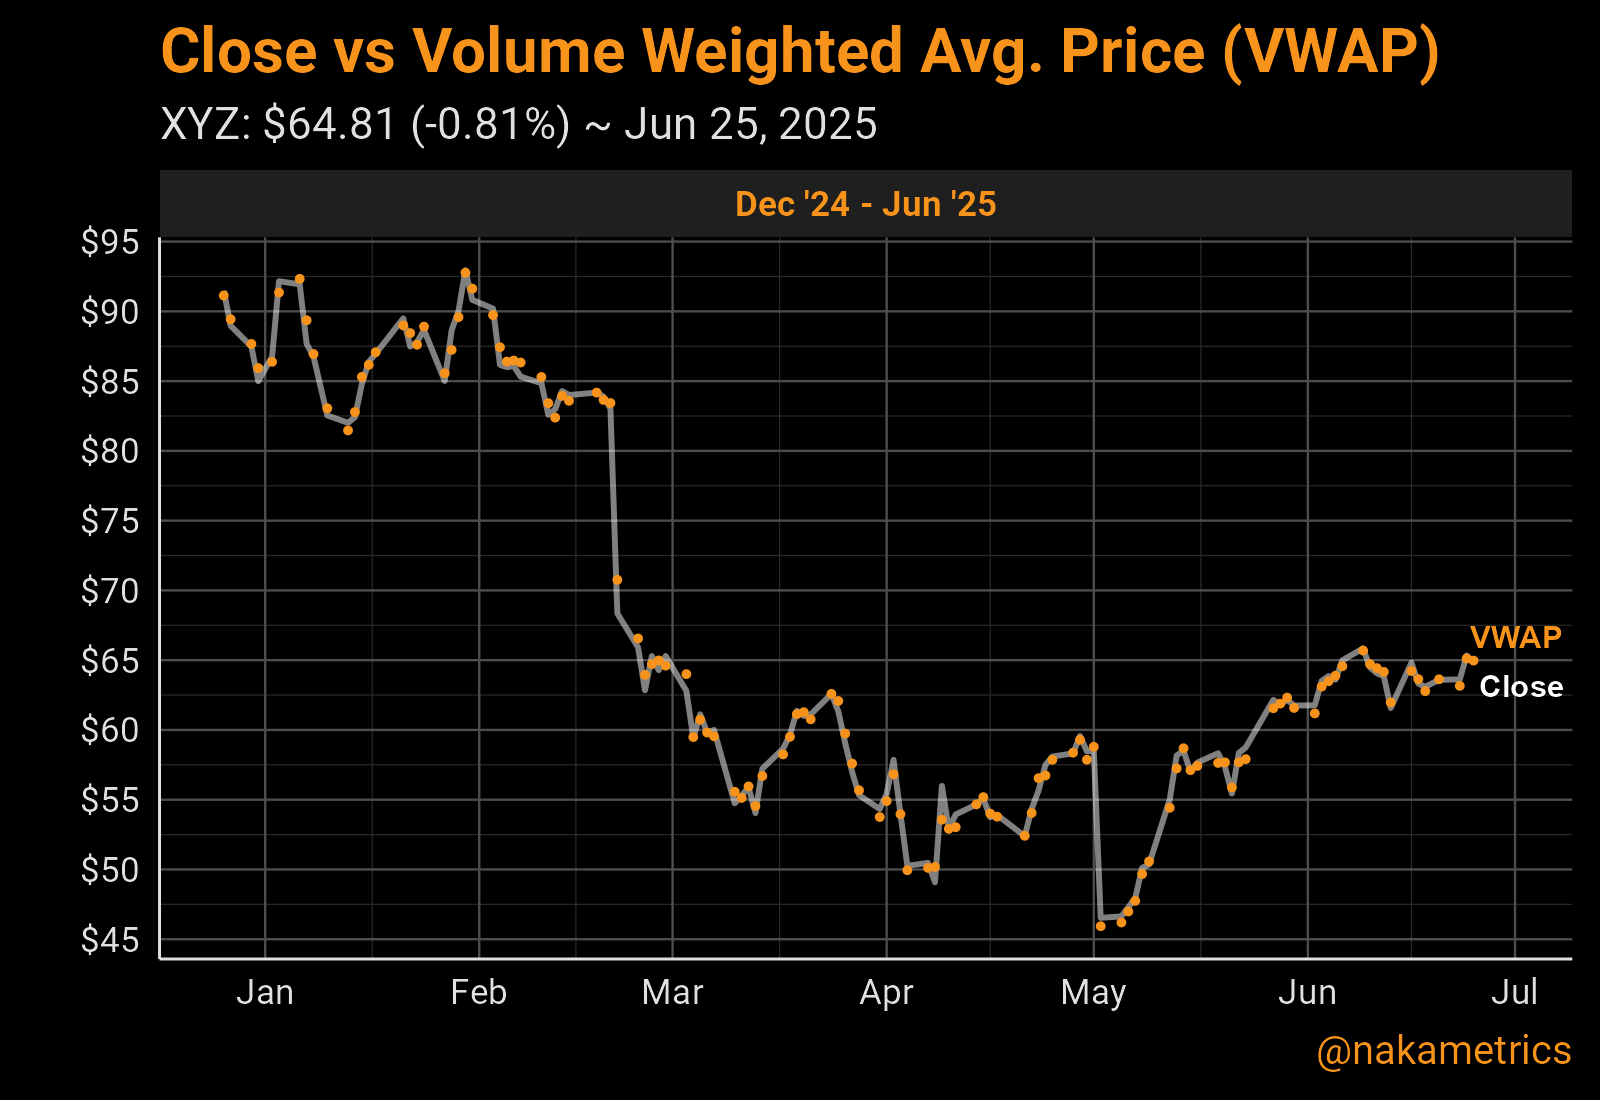 Close vs Volume Weighted Avg. Price (VWAP)
XYZ: $64.81 (-0.81%) ~ Jun 25, 2025
Dec '24 - Jun '25
$95
$90
$85
$80
$75
$70
$65
$60
$55
$50
$45
VWAP
Close
Jan Feb Mar Apr May Jun Jul
@nakametrics